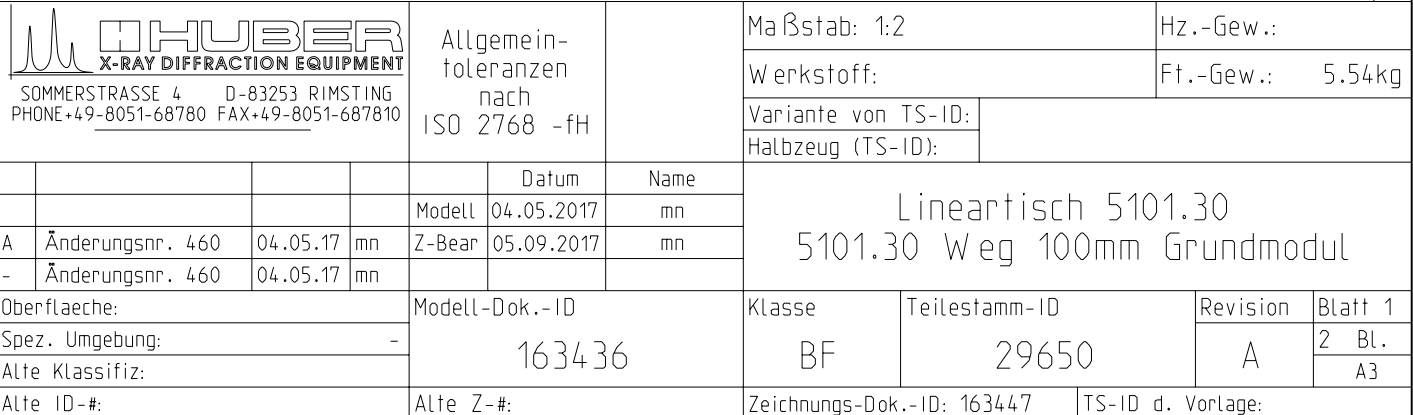 HUBER
X-RAY DIFFRACTION EQUIPMENT
SOMMERSTRASSE 4 D-83253 RIMSTING
PHONE+49-8051-68780 FAX+49-8051-687810
Allgemein-
toleranzen
nach
ISO 2768 -fH
Maßstab: 1:2
Hz.-Gew.:
Werkstoff:
Ft.-Gew.: 5.54kg
Variante von TS-ID:
Halbzeug (TS-ID):
Datum Name
Modell 04.05.2017 mn
A Änderungsnr. 460 04.05.17 mn
Z-Bear 05.09.2017 mn
- Änderungsnr. 460 04.05.17 mn
Lineartisch 5101.30
5101.30 Weg 100mm Grundmodul
Oberflaeche:
Spez. Umgebung: -
Alte Klassifiz:
Modell-Dok.-ID
163436
Klasse
BF
Teilestamm-ID
29650
Revision
A
Blatt 1
2 Bl.
A3
Alte ID-#:
Alte Z-#:
Zeichnungs-Dok.-ID: 163447
TS-ID d. Vorlage: